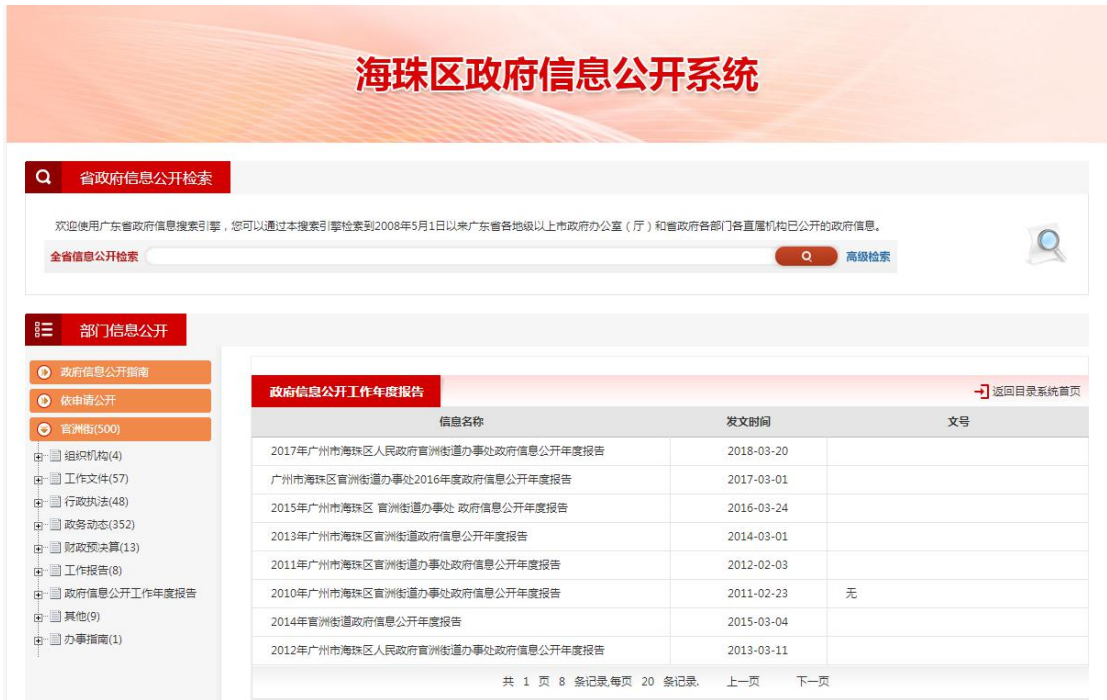 海珠区政府信息公开系统
省政府信息公开检索
欢迎使用广东省政府信息搜索引擎，您可以通过本搜索引擎检索到2008年5月1日以来广东省各地级以上市政府办公室（厅）和省政府各部门各直属机构已公开的政府信息。
全省信息公开检索 高级检索
部门信息公开
政府信息公开指南
依申请公开
官洲街(500)
组织机构(4)
工作文件(57)
行政执法(48)
政务动态(352)
财政预决算(13)
工作报告(8)
政府信息公开工作年度报告
其他(9)
办事指南(1)
政府信息公开工作年度报告 返回目录系统首页
信息名称 发文时间 文号
2017年广州市海珠区人民政府官洲街道办事处政府信息公开年度报告 2018-03-20
广州市海珠区官洲街道办事处2016年度政府信息公开年度报告 2017-03-01
2015年广州市海珠区 官洲街道办事处 政府信息公开年度报告 2016-03-24
2013年广州市海珠区官洲街道政府信息公开年度报告 2014-03-01
2011年广州市海珠区官洲街道办事处政府信息公开年度报告 2012-02-03
2010年广州市海珠区官洲街道办事处政府信息公开年度报告 2011-02-23 无
2014年官洲街道政府信息公开年度报告 2015-03-04
2012年广州市海珠区人民政府官洲街道办事处政府信息公开年度报告 2013-03-11
共 1 页 8 条记录,每页 20 条记录. 上一页 下一页